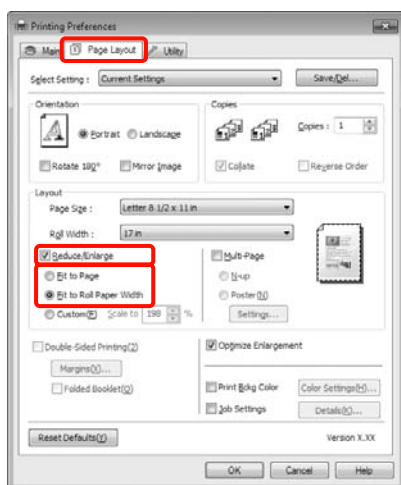 Printing Preferences
Main Page Layout Utility
Select Setting : Current Settings Save/Del...
Orientation Copies
A Portrait Landscape Copies : 1
Rotate 180° Mirror Image Collate Reverse Order
Layout
Page Size : Letter 8 1/2 x 11 in
Roll Width : 17 in
Reduce/Enlarge Multi-Page
Fit to Page N-up
Fit to Roll Paper Width Poster(N)
Custom(F) Scale to 198 % Settings...
Double-Sided Printing(2) Optimize Enlargement
Margins(X)... Print Bckg Color Color Settings(H)...
Folded Booklet(Q) Job Settings Details(K)...
Reset Defaults(Y) Version X.XX
OK Cancel Help